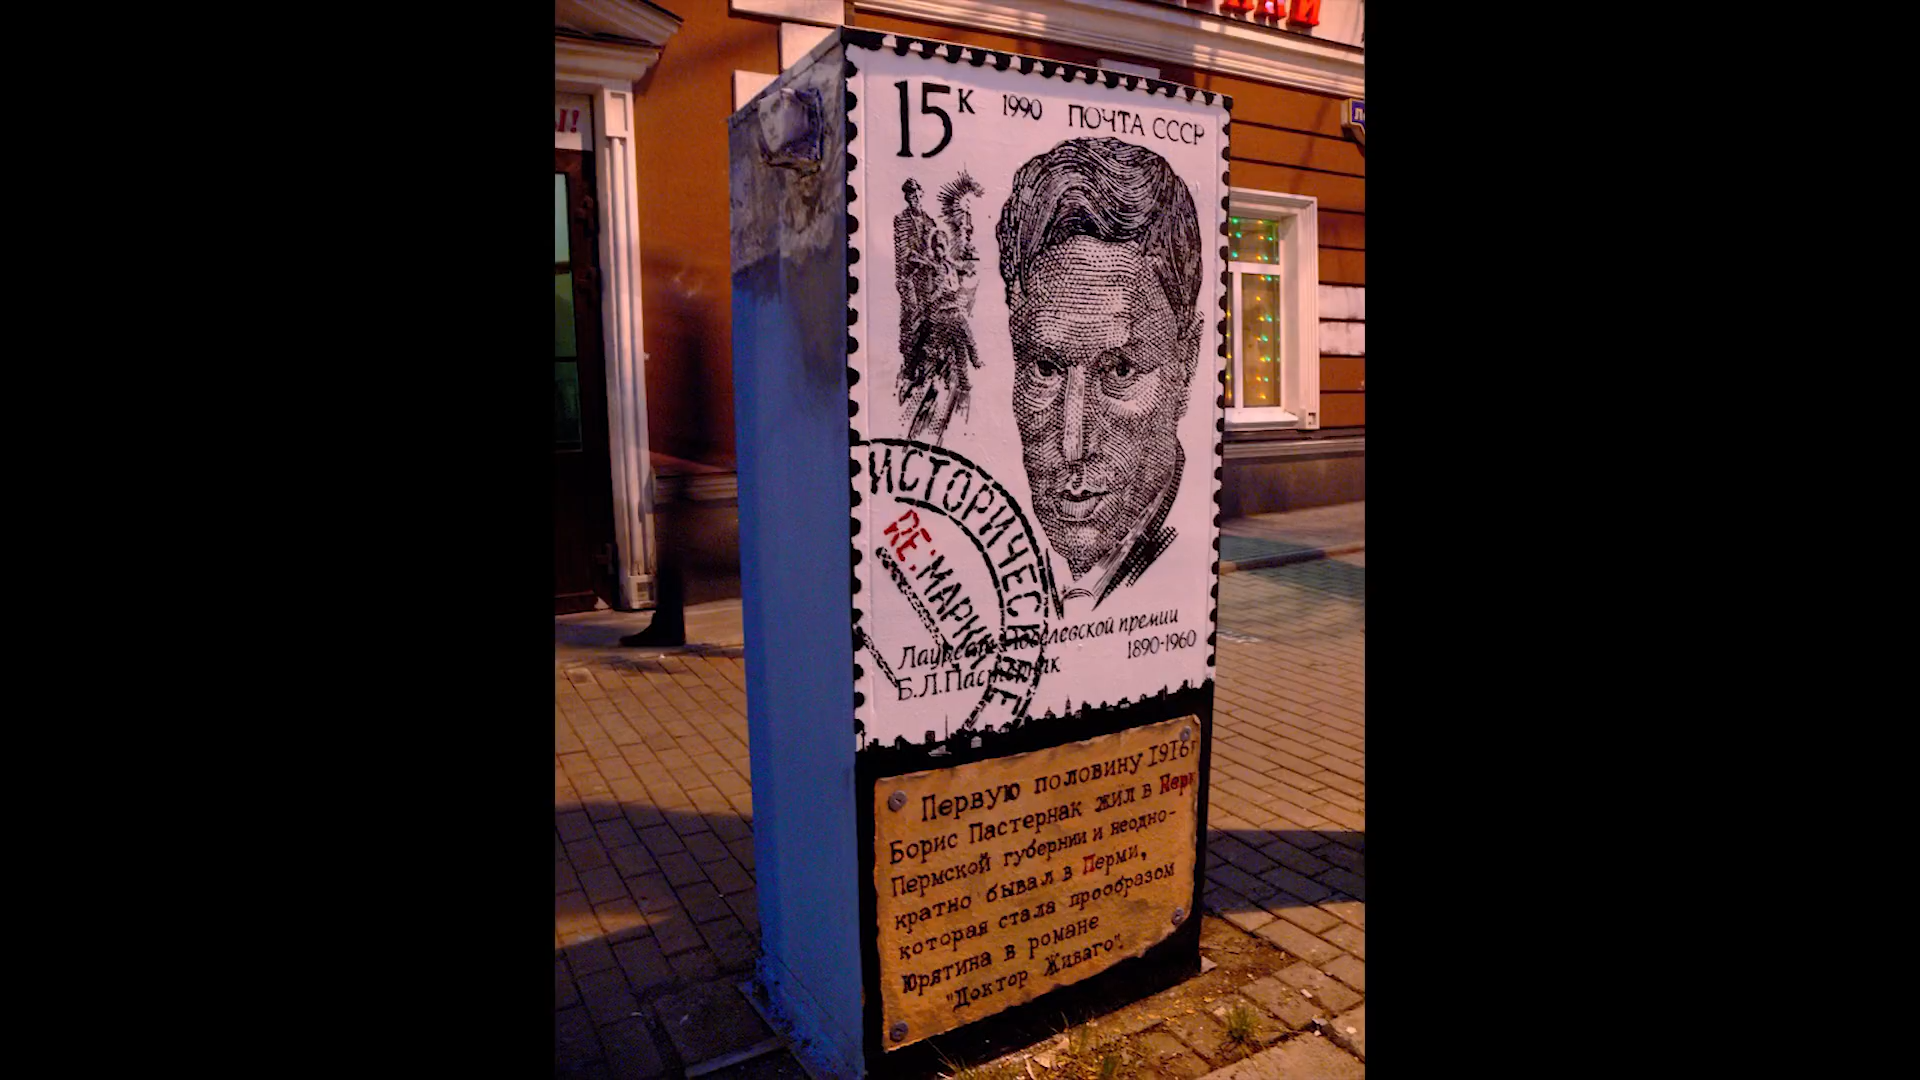 Ы!
15К 1990 ПОЧТА СССР
ИСТОРИЧЕСКИЕ
RE:МАРКИ
Лауреат Нобелевской премии
Б.Л.Пастернак 1890-1960
Первую половину 1916г
Борис Пастернак жил в
Пермской губернии и неодно-
кратно бывал в Перми,
которая стала прообразом
Юрятина в романе
"Доктор Живаго".